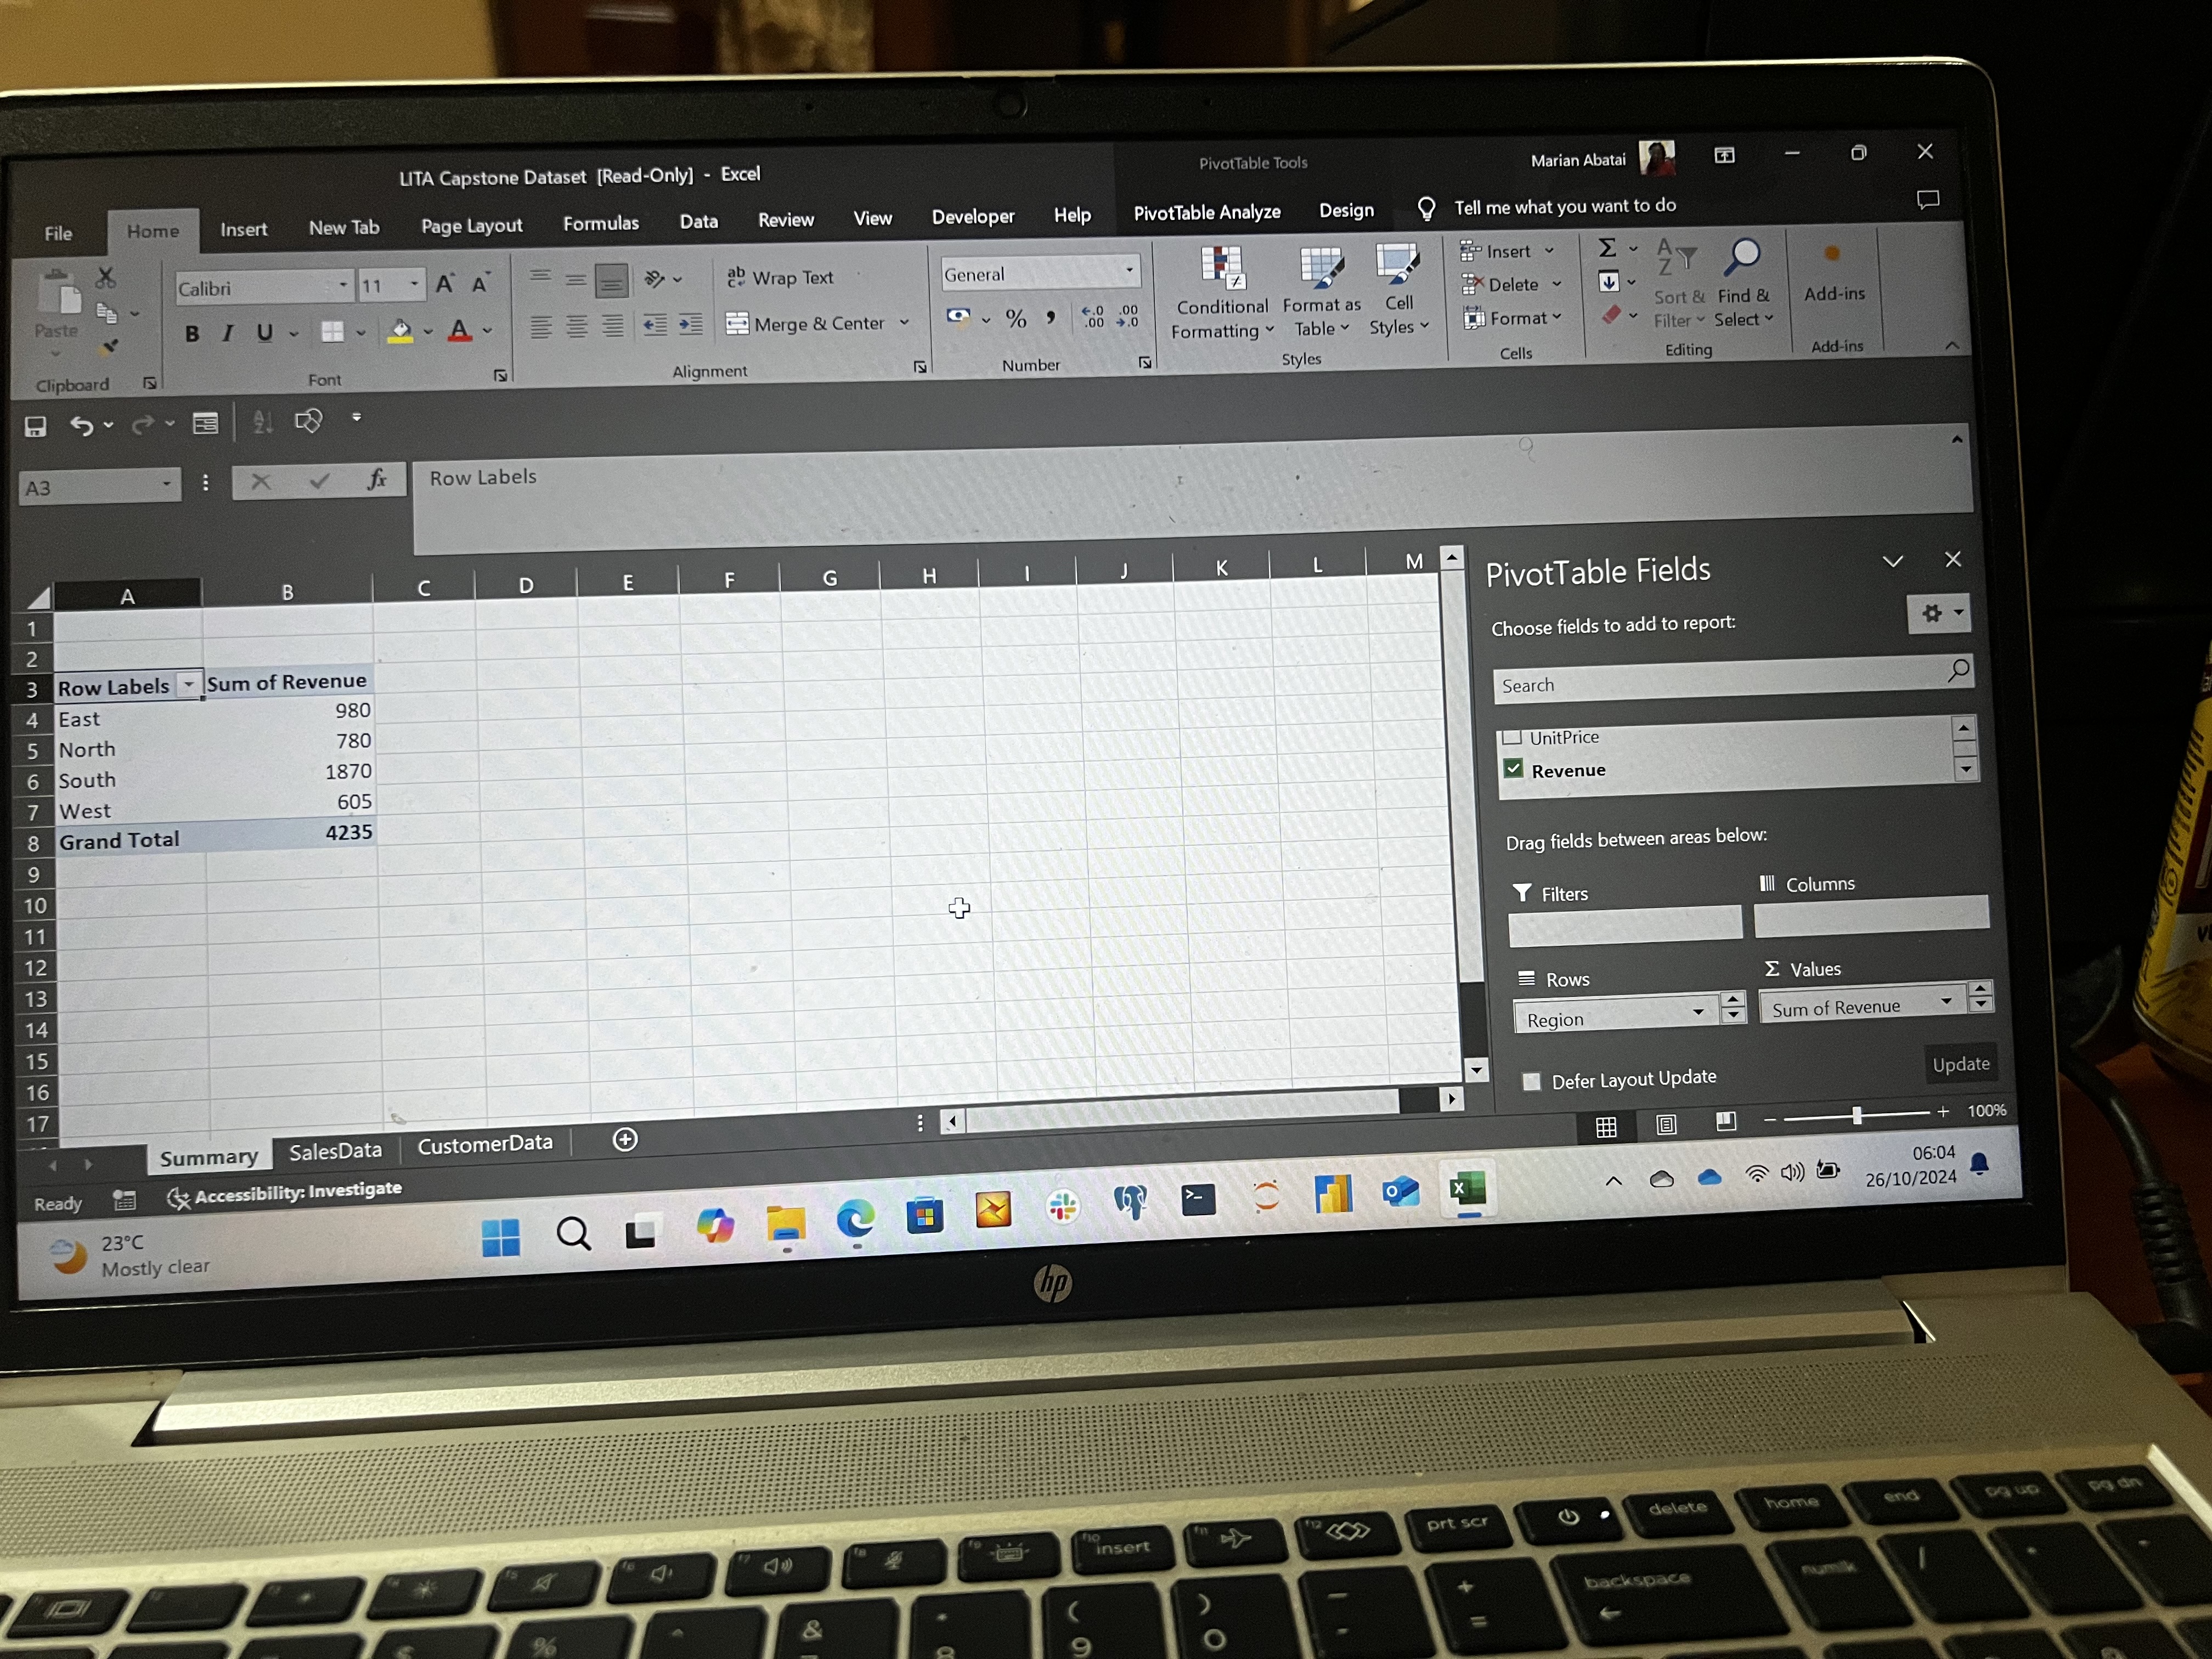 LITA Capstone Dataset [Read-Only] - Excel
PivotTable Tools
Marian Abatai
File Home Insert New Tab Page Layout Formulas Data Review View Developer Help PivotTable Analyze Design Tell me what you want to do
Paste
Clipboard
Calibri 11
B I U
Font
Wrap Text
Merge & Center
Alignment
General
%
Number
Conditional Formatting
Format as Table
Cell Styles
Styles
Insert
Delete
Format
Cells
Sort & Filter
Find & Select
Editing
Add-ins
Add-ins
A3
fx
Row Labels
A B C D E F G H I J K L M
1
2
3 Row Labels Sum of Revenue
4 East 980
5 North 780
6 South 1870
7 West 605
8 Grand Total 4235
9
10
11
12
13
14
15
16
17
PivotTable Fields
Choose fields to add to report:
Search
UnitPrice
Revenue
Drag fields between areas below:
Filters
Columns
Rows
Σ Values
Region
Sum of Revenue
Defer Layout Update
Update
Summary SalesData CustomerData
100%
Ready
Accessibility: Investigate
23°C
Mostly clear
06:04
26/10/2024
hp
insert
prt scr
delete
home
end
pg up
pg dn
backspace
numlk
%
&
*
8
(
9
)
0
-
+
=
/